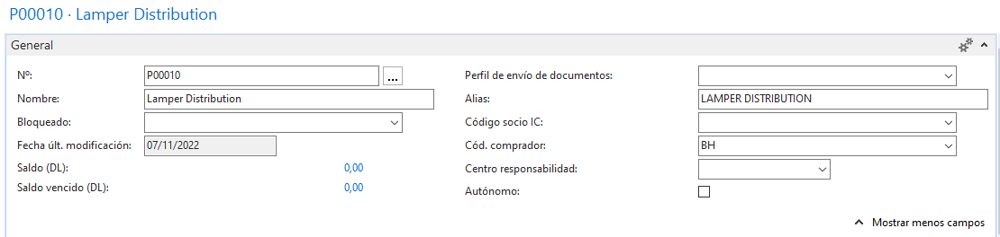 P00010 · Lamper Distribution
General
Nº: P00010 ...
Nombre: Lamper Distribution
Bloqueado:
Fecha últ. modificación: 07/11/2022
Saldo (DL): 0,00
Saldo vencido (DL): 0,00
Perfil de envío de documentos:
Alias: LAMPER DISTRIBUTION
Código socio IC:
Cód. comprador: BH
Centro responsabilidad:
Autónomo:
Mostrar menos campos